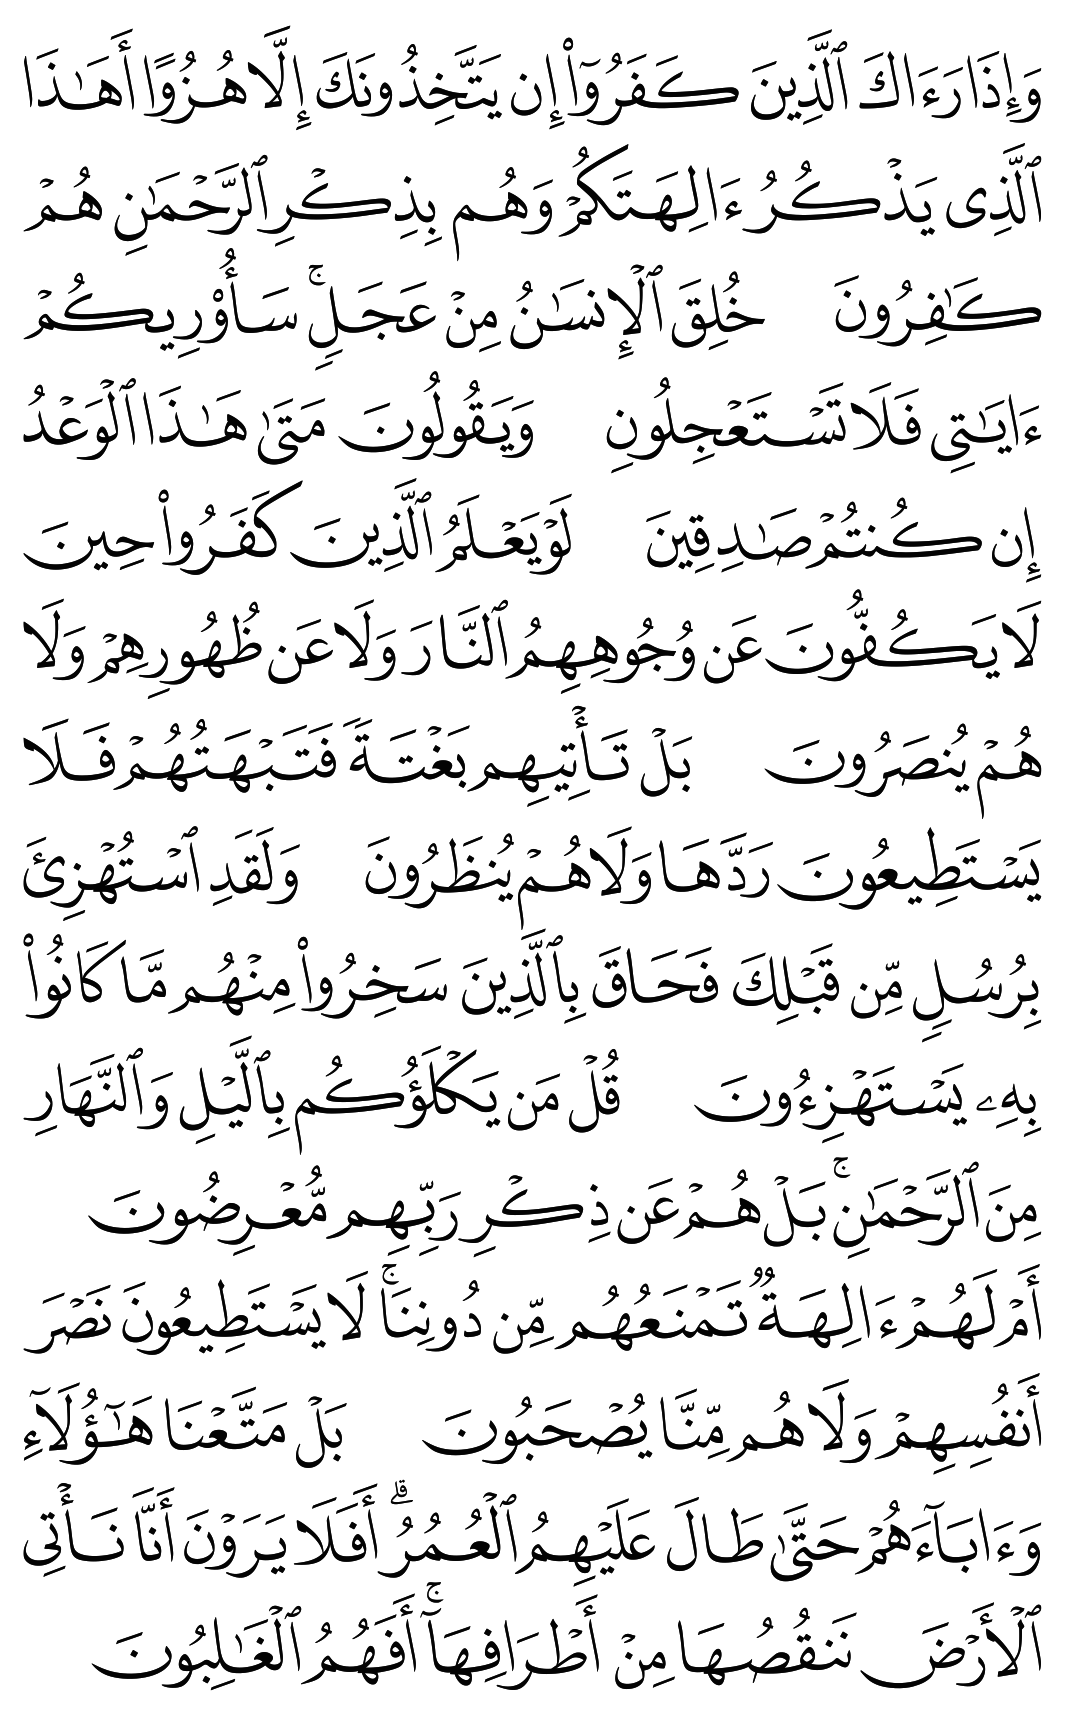 وَإِذَا رَءَاكَ ٱلَّذِينَ كَفَرُوٓاْ إِن يَتَّخِذُونَكَ إِلَّا هُزُوًا أَهَٰذَا
ٱلَّذِى يَذۡكُرُ ءَالِهَتَكُمۡ وَهُم بِذِكۡرِ ٱلرَّحۡمَٰنِ هُمۡ
كَٰفِرُونَ خُلِقَ ٱلۡإِنسَٰنُ مِنۡ عَجَلٖۚ سَأُوْرِيكُمۡ
ءَايَٰتِى فَلَا تَسۡتَعۡجِلُونِ وَيَقُولُونَ مَتَىٰ هَٰذَا ٱلۡوَعۡدُ
إِن كُنتُمۡ صَٰدِقِينَ لَوۡ يَعۡلَمُ ٱلَّذِينَ كَفَرُواْ حِينَ
لَا يَكُفُّونَ عَن وُجُوهِهِمُ ٱلنَّارَ وَلَا عَن ظُهُورِهِمۡ وَلَا
هُمۡ يُنصَرُونَ بَلۡ تَأۡتِيهِم بَغۡتَةٗ فَتَبۡهَتُهُمۡ فَلَا
يَسۡتَطِيعُونَ رَدَّهَا وَلَا هُمۡ يُنظَرُونَ وَلَقَدِ ٱسۡتُهۡزِئَ
بِرُسُلٖ مِّن قَبۡلِكَ فَحَاقَ بِٱلَّذِينَ سَخِرُواْ مِنۡهُم مَّا كَانُواْ
بِهِۦ يَسۡتَهۡزِءُونَ قُلۡ مَن يَكۡلَؤُكُم بِٱلَّيۡلِ وَٱلنَّهَارِ
مِنَ ٱلرَّحۡمَٰنِۚ بَلۡ هُمۡ عَن ذِكۡرِ رَبِّهِم مُّعۡرِضُونَ
أَمۡ لَهُمۡ ءَالِهَةٞ تَمۡنَعُهُم مِّن دُونِنَاۚ لَا يَسۡتَطِيعُونَ نَصۡرَ
أَنفُسِهِمۡ وَلَا هُم مِّنَّا يُصۡحَبُونَ بَلۡ مَتَّعۡنَا هَٰٓؤُلَآءِ
وَءَابَآءَهُمۡ حَتَّىٰ طَالَ عَلَيۡهِمُ ٱلۡعُمُرُۗ أَفَلَا يَرَوۡنَ أَنَّا نَأۡتِى
ٱلۡأَرۡضَ نَنقُصُهَا مِنۡ أَطۡرَافِهَآۚ أَفَهُمُ ٱلۡغَٰلِبُونَ